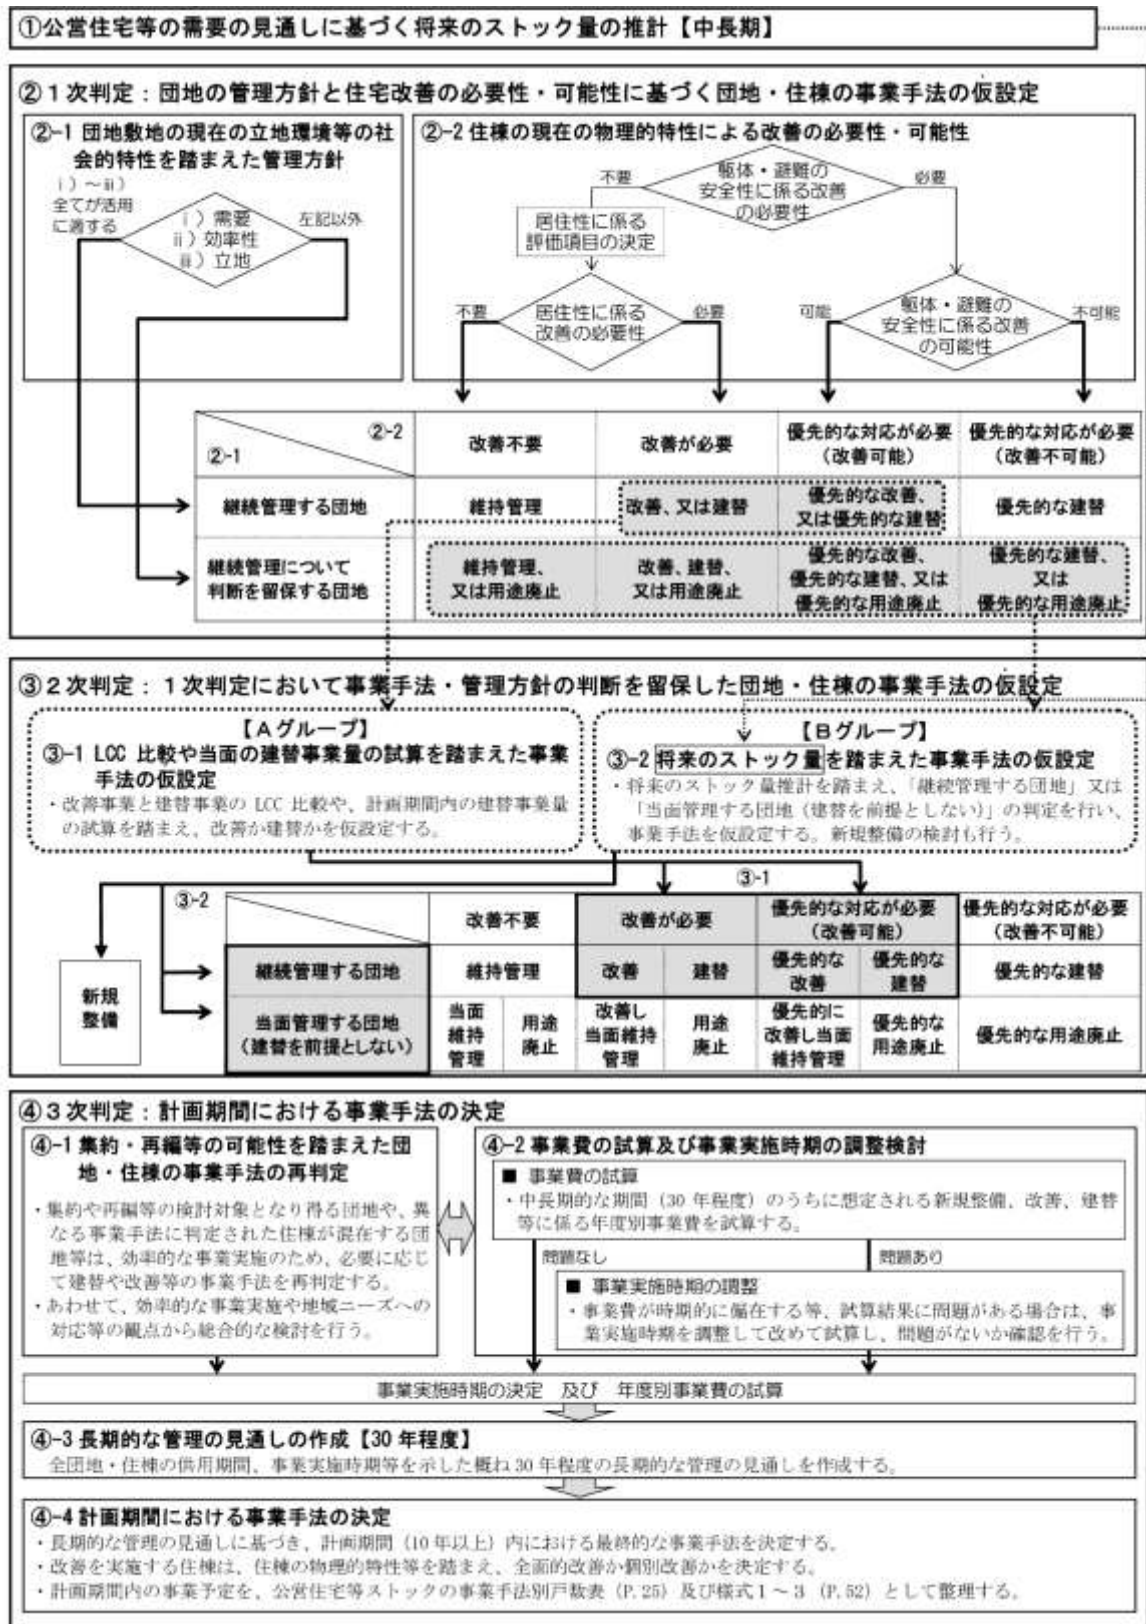 ①公営住宅等の需要の見通しに基づく将来のストック量の推計【中長期】
②１次判定：団地の管理方針と住宅改善の必要性・可能性に基づく団地・住棟の事業手法の仮設定
②-1 団地敷地の現在の立地環境等の社
会的特性を踏まえた管理方針
ⅰ）～ⅲ）
全てが活用
に適する
ⅰ）需要
ⅱ）効率性
ⅲ）立地
左記以外
②-2 住棟の現在の物理的特性による改善の必要性・可能性
不要
躯体・避難の
安全性に係る改善
の必要性
必要
居住性に係る
評価項目の決定
不要
居住性に係る
改善の必要性
必要
可能
躯体・避難の
安全性に係る改善
の可能性
不可能
②-2
②-1
改善不要
改善が必要
優先的な対応が必要
（改善可能）
優先的な対応が必要
（改善不可能）
継続管理する団地
維持管理
改善、又は建替
優先的な改善、
又は優先的な建替
優先的な建替
継続管理について
判断を留保する団地
維持管理、
又は用途廃止
改善、建替、
又は用途廃止
優先的な改善、
優先的な建替、又は
優先的な用途廃止
優先的な建替、
又は
優先的な用途廃止
③２次判定：１次判定において事業手法・管理方針の判断を留保した団地・住棟の事業手法の仮設定
【Ａグループ】
③-1 LCC 比較や当面の建替事業量の試算を踏まえた事業
手法の仮設定
・改善事業と建替事業の LCC 比較や、計画期間内の建替事業量
の試算を踏まえ、改善か建替かを仮設定する。
【Ｂグループ】
③-2 将来のストック量を踏まえた事業手法の仮設定
・将来のストック量推計を踏まえ、「継続管理する団地」又は
「当面管理する団地（建替を前提としない）」の判定を行い、
事業手法を仮設定する。新規整備の検討も行う。
③-2
③-1
改善不要
改善が必要
優先的な対応が必要
（改善可能）
優先的な対応が必要
（改善不可能）
新規
整備
継続管理する団地
維持管理
改善
建替
優先的な
改善
優先的な
建替
優先的な建替
当面管理する団地
（建替を前提としない）
当面
維持
管理
用途
廃止
改善し
当面維持
管理
用途
廃止
優先的に
改善し当面
維持管理
優先的な
用途廃止
優先的な用途廃止
④３次判定：計画期間における事業手法の決定
④-1 集約・再編等の可能性を踏まえた団
地・住棟の事業手法の再判定
・集約や再編等の検討対象となり得る団地や、異
なる事業手法に判定された住棟が混在する団
地等は、効率的な事業実施のため、必要に応じ
て建替や改善等の事業手法を再判定する。
・あわせて、効率的な事業実施や地域ニーズへの
対応等の観点から総合的な検討を行う。
④-2 事業費の試算及び事業実施時期の調整検討
■ 事業費の試算
・中長期的な期間（30 年程度）のうちに想定される新規整備、改善、建替
等に係る年度別事業費を試算する。
問題なし
問題あり
■ 事業実施時期の調整
・事業費が時期的に偏在する等、試算結果に問題がある場合は、事
業実施時期を調整して改めて試算し、問題がないか確認を行う。
事業実施時期の決定　及び　年度別事業費の試算
④-3 長期的な管理の見通しの作成【30 年程度】
全団地・住棟の供用期間、事業実施時期等を示した概ね 30 年程度の長期的な管理の見通しを作成する。
④-4 計画期間における事業手法の決定
・長期的な管理の見通しに基づき、計画期間（10 年以上）内における最終的な事業手法を決定する。
・改善を実施する住棟は、住棟の物理的特性等を踏まえ、全面的改善か個別改善かを決定する。
・計画期間内の事業予定を、公営住宅等ストックの事業手法別戸数表（P.25）及び様式１～３（P.52）として整理する。